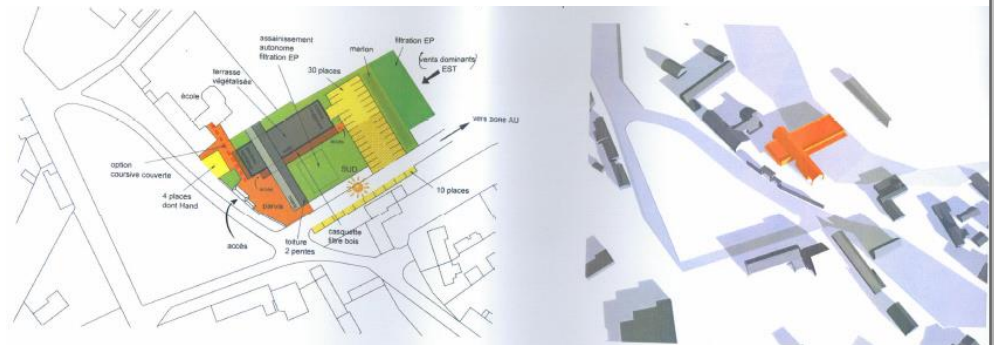 assainissement
autonome
filtration EP
merlon
filtration EP
(vents dominants)
EST
30 places
terrasse
végétalisée
école
vers zone AU
option
coursive couverte
SUD
4 places
dont Hand
parvis
10 places
accès
toiture
2 pentes
casquette
filtre bois